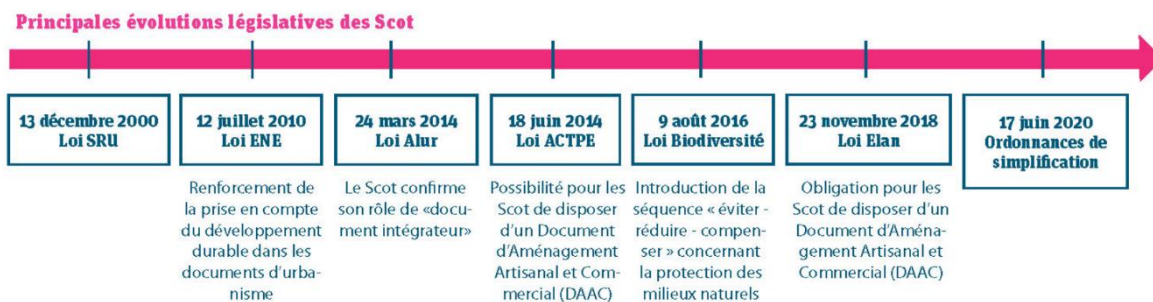 Principales évolutions législatives des Scot
13 décembre 2000
Loi SRU
12 juillet 2010
Loi ENE
Renforcement de
la prise en compte
du développement
durable dans les
documents d'urba-
nisme
24 mars 2014
Loi Alur
Le Scot confirme
son rôle de «docu-
ment intégrateur»
18 juin 2014
Loi ACTPE
Possibilité pour les
Scot de disposer
d'un Document
d'Aménagement
Artisanal et Com-
mercial (DAAC)
9 août 2016
Loi Biodiversité
Introduction de la
séquence « éviter -
réduire - compen-
ser » concernant
la protection des
milieux naturels
23 novembre 2018
Loi Elan
Obligation pour les
Scot de disposer d'un
Document d'Aména-
gement Artisanal et
Commercial (DAAC)
17 juin 2020
Ordonnances de
simplification